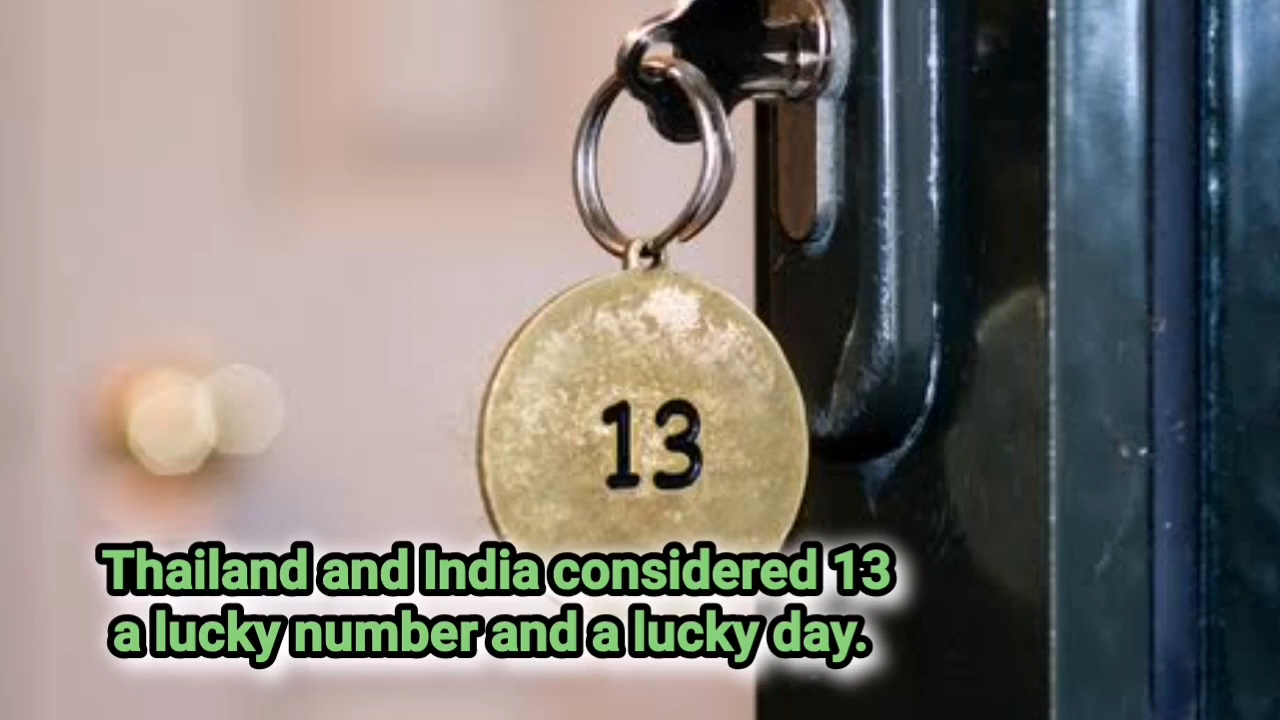 13
Thailand and India considered 13
a lucky number and a lucky day.